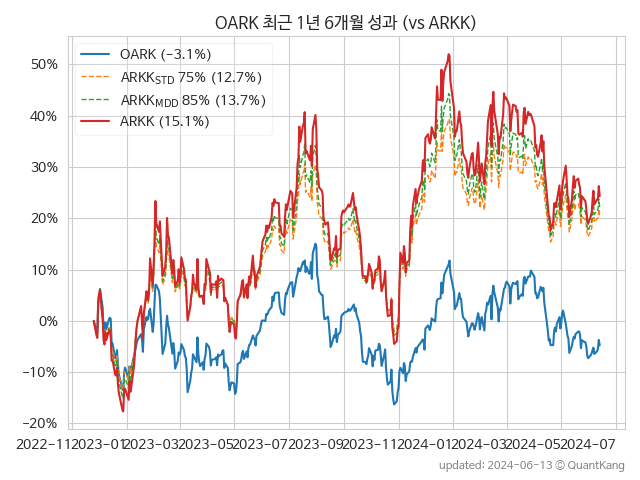 OARK 최근 1년 6개월 성과 (vs ARKK)
OARK (−3.1%)
ARKK_STD 75% (12.7%)
ARKK_MDD 85% (13.7%)
ARKK (15.1%)
50%
40%
30%
20%
10%
0%
−10%
−20%
2022−11 2023−01 2023−03 2023−05 2023−07 2023−09 2023−11 2024−01 2024−03 2024−05 2024−07
updated: 2024-06-13 ⓒ QuantKang